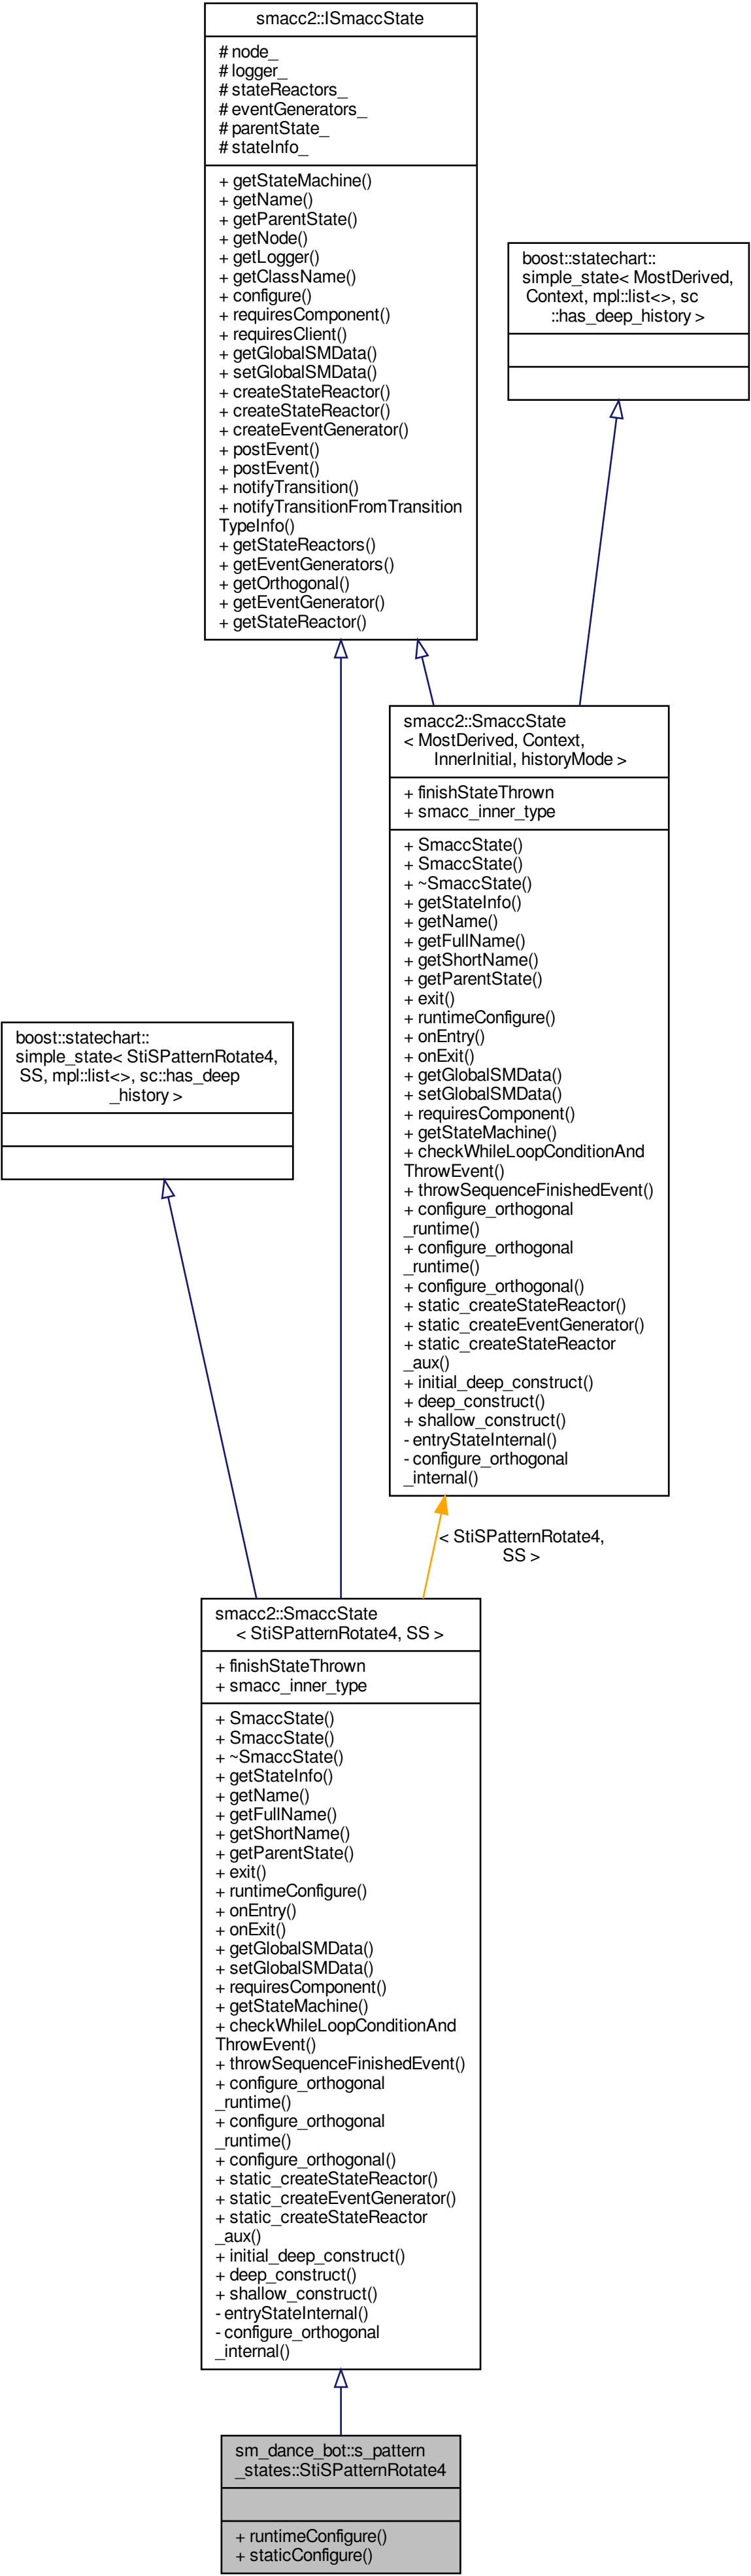 smacc2::ISmaccState
# node_
# logger_
# stateReactors_
# eventGenerators_
# parentState_
# stateInfo_
+ getStateMachine()
+ getName()
+ getParentState()
+ getNode()
+ getLogger()
+ getClassName()
+ configure()
+ requiresComponent()
+ requiresClient()
+ getGlobalSMData()
+ setGlobalSMData()
+ createStateReactor()
+ createStateReactor()
+ createEventGenerator()
+ postEvent()
+ postEvent()
+ notifyTransition()
+ notifyTransitionFromTransition
TypeInfo()
+ getStateReactors()
+ getEventGenerators()
+ getOrthogonal()
+ getEventGenerator()
+ getStateReactor()
boost::statechart::
simple_state< MostDerived,
Context, mpl::list<>, sc
::has_deep_history >
smacc2::SmaccState
< MostDerived, Context,
InnerInitial, historyMode >
+ finishStateThrown
+ smacc_inner_type
+ SmaccState()
+ SmaccState()
+ ~SmaccState()
+ getStateInfo()
+ getName()
+ getFullName()
+ getShortName()
+ getParentState()
+ exit()
+ runtimeConfigure()
+ onEntry()
+ onExit()
+ getGlobalSMData()
+ setGlobalSMData()
+ requiresComponent()
+ getStateMachine()
+ checkWhileLoopConditionAnd
ThrowEvent()
+ throwSequenceFinishedEvent()
+ configure_orthogonal
_runtime()
+ configure_orthogonal
_runtime()
+ configure_orthogonal()
+ static_createStateReactor()
+ static_createEventGenerator()
+ static_createStateReactor
_aux()
+ initial_deep_construct()
+ deep_construct()
+ shallow_construct()
- entryStateInternal()
- configure_orthogonal
_internal()
boost::statechart::
simple_state< StiSPatternRotate4,
SS, mpl::list<>, sc::has_deep
_history >
< StiSPatternRotate4,
SS >
smacc2::SmaccState
< StiSPatternRotate4, SS >
+ finishStateThrown
+ smacc_inner_type
+ SmaccState()
+ SmaccState()
+ ~SmaccState()
+ getStateInfo()
+ getName()
+ getFullName()
+ getShortName()
+ getParentState()
+ exit()
+ runtimeConfigure()
+ onEntry()
+ onExit()
+ getGlobalSMData()
+ setGlobalSMData()
+ requiresComponent()
+ getStateMachine()
+ checkWhileLoopConditionAnd
ThrowEvent()
+ throwSequenceFinishedEvent()
+ configure_orthogonal
_runtime()
+ configure_orthogonal
_runtime()
+ configure_orthogonal()
+ static_createStateReactor()
+ static_createEventGenerator()
+ static_createStateReactor
_aux()
+ initial_deep_construct()
+ deep_construct()
+ shallow_construct()
- entryStateInternal()
- configure_orthogonal
_internal()
sm_dance_bot::s_pattern
_states::StiSPatternRotate4
+ runtimeConfigure()
+ staticConfigure()